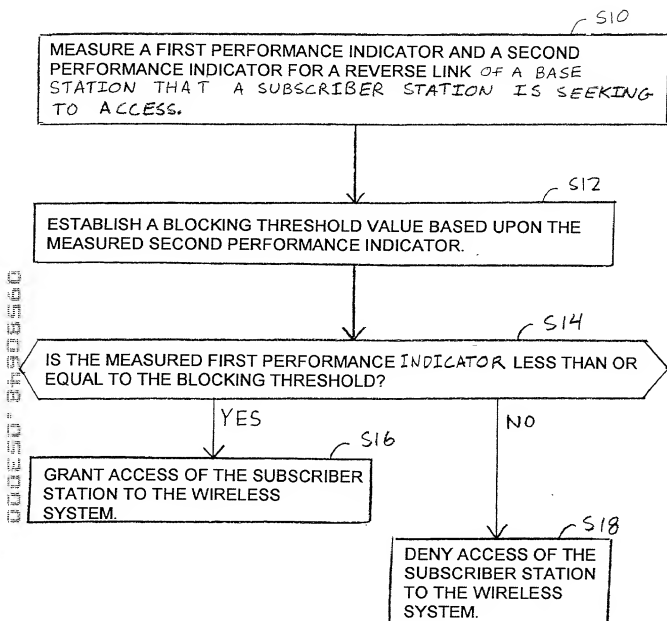 S10
MEASURE A FIRST PERFORMANCE INDICATOR AND A SECOND
PERFORMANCE INDICATOR FOR A REVERSE LINK OF A BASE
STATION THAT A SUBSCRIBER STATION IS SEEKING
TO ACCESS.
S12
ESTABLISH A BLOCKING THRESHOLD VALUE BASED UPON THE
MEASURED SECOND PERFORMANCE INDICATOR.
S14
IS THE MEASURED FIRST PERFORMANCE INDICATOR LESS THAN OR
EQUAL TO THE BLOCKING THRESHOLD?
YES
NO
S16
GRANT ACCESS OF THE SUBSCRIBER
STATION TO THE WIRELESS
SYSTEM.
S18
DENY ACCESS OF THE
SUBSCRIBER STATION
TO THE WIRELESS
SYSTEM.